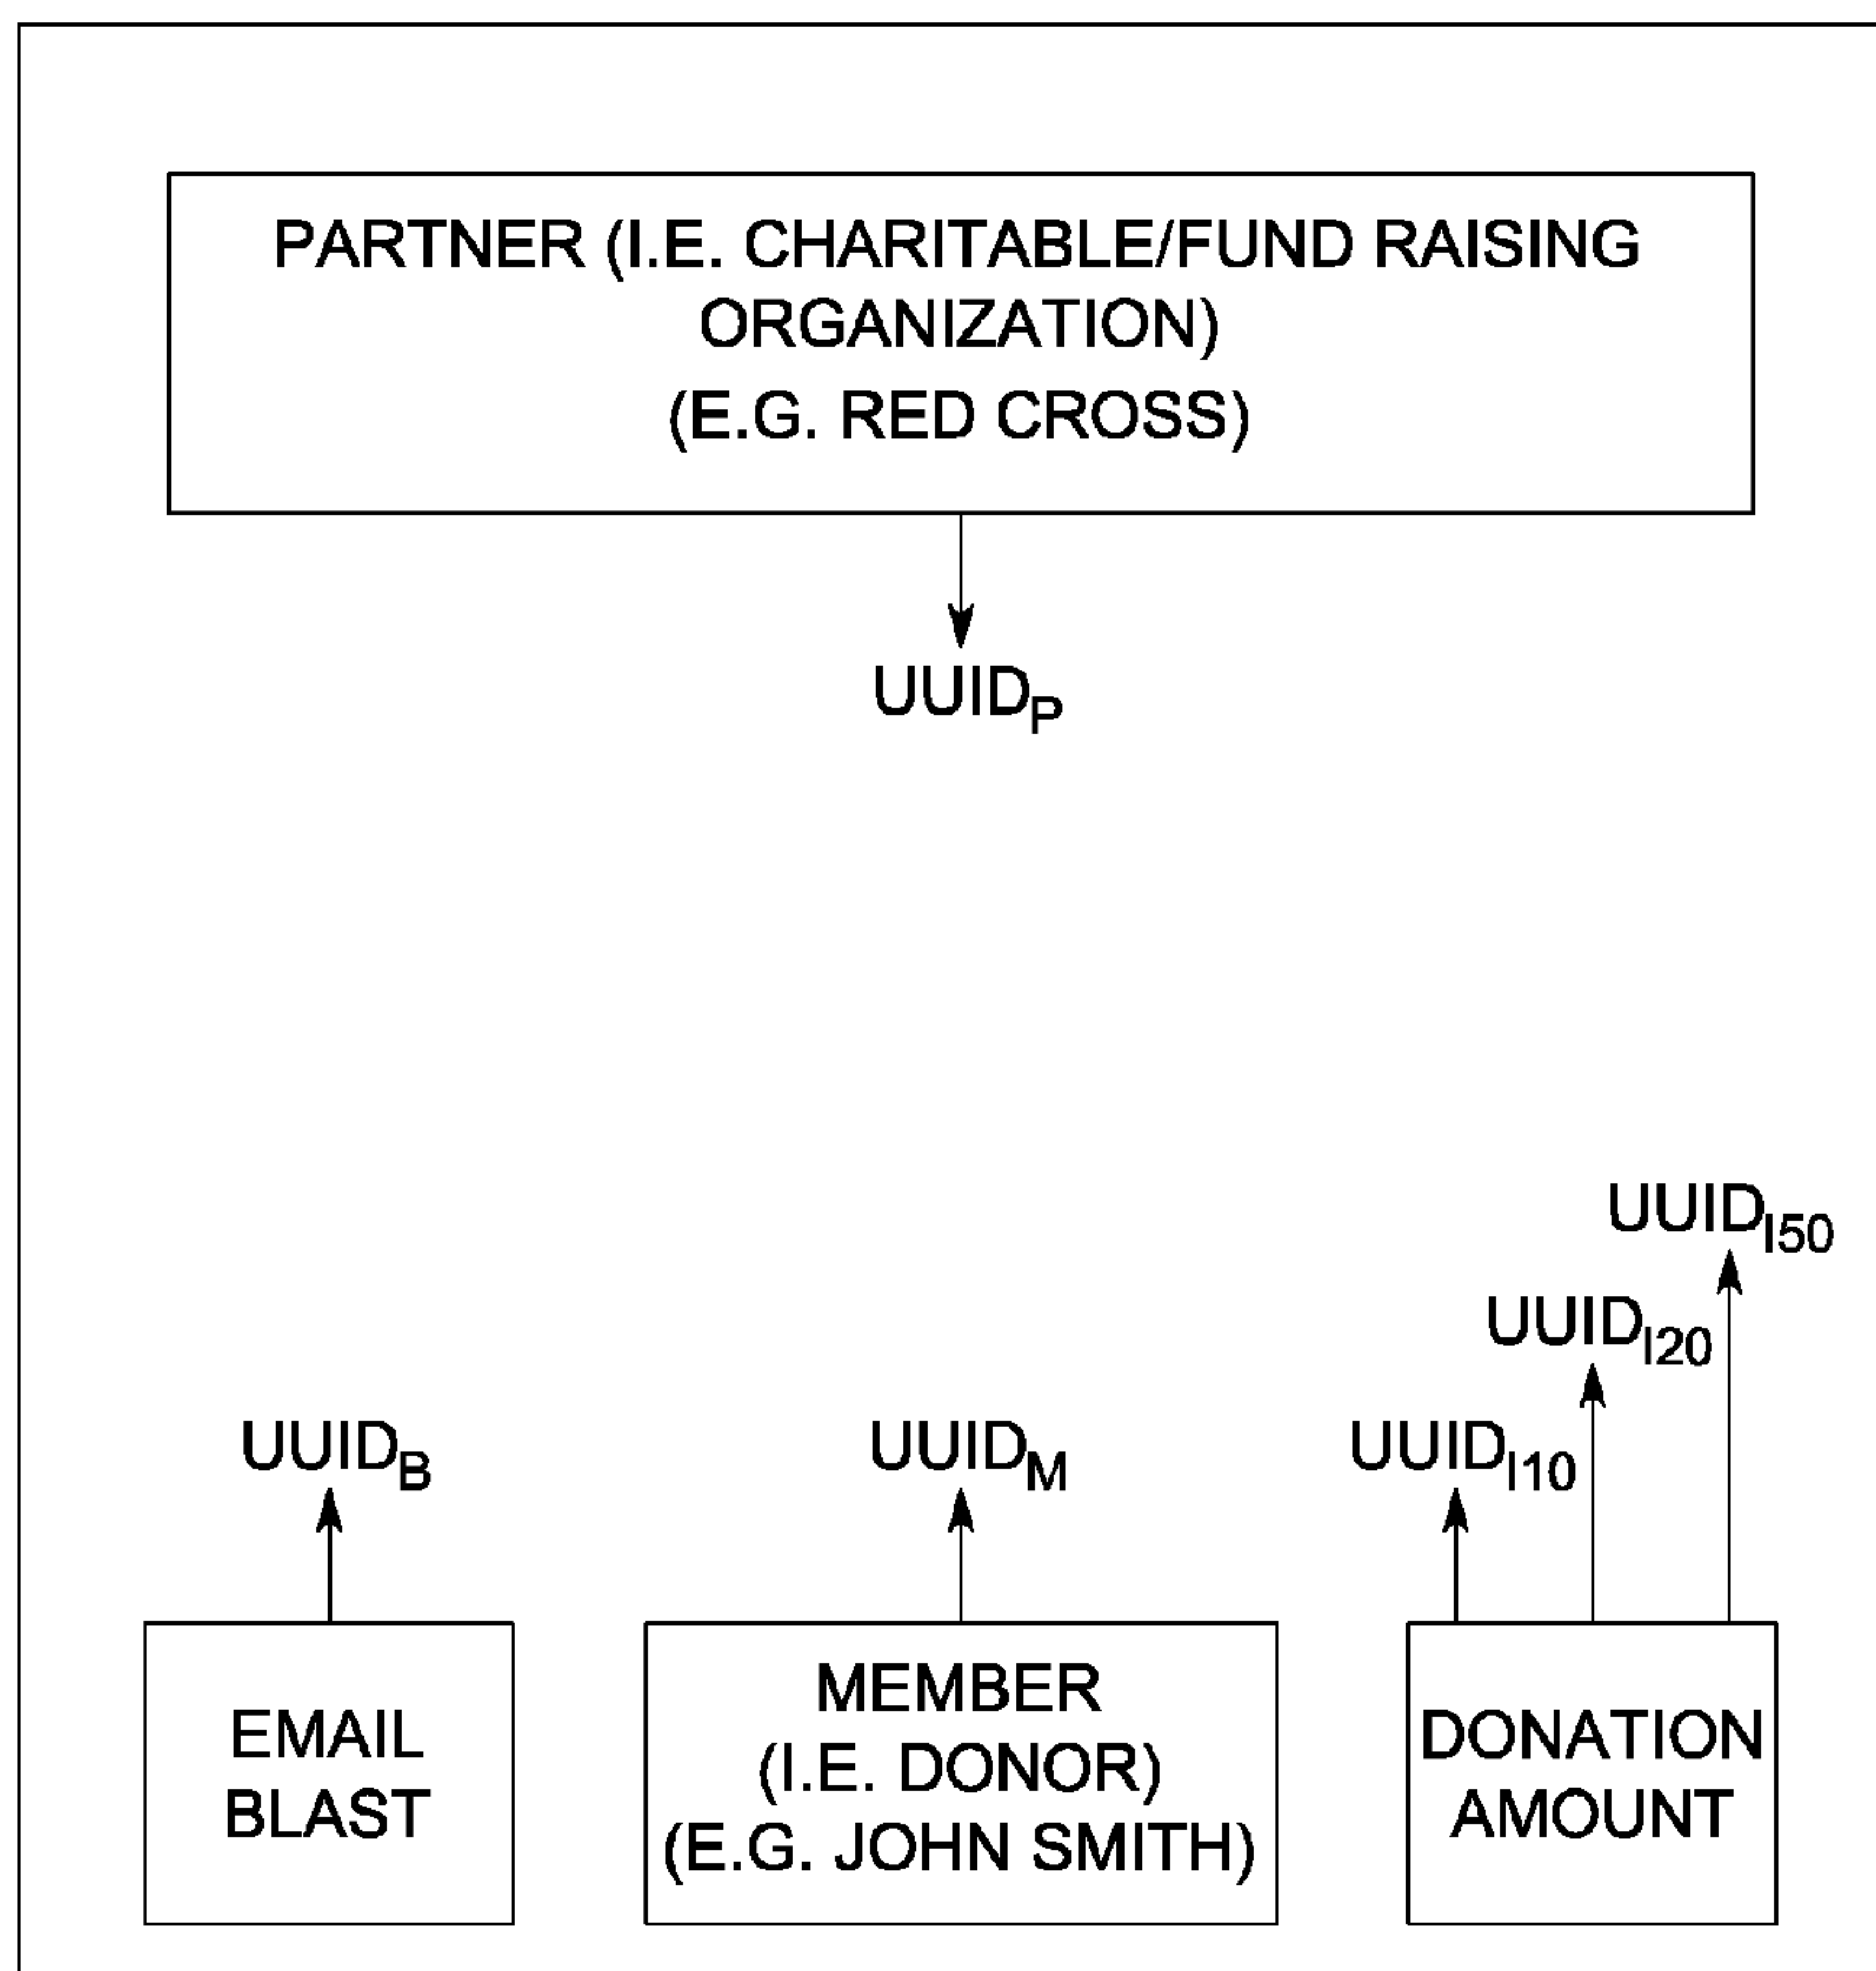 PARTNER (I.E. CHARITABLE/FUND RAISING
ORGANIZATION)
(E.G. RED CROSS)
UUIDP
UUIDI50
UUIDI20
UUIDB
UUIDM
UUIDI10
EMAIL
BLAST
MEMBER
(I.E. DONOR)
(E.G. JOHN SMITH)
DONATION
AMOUNT